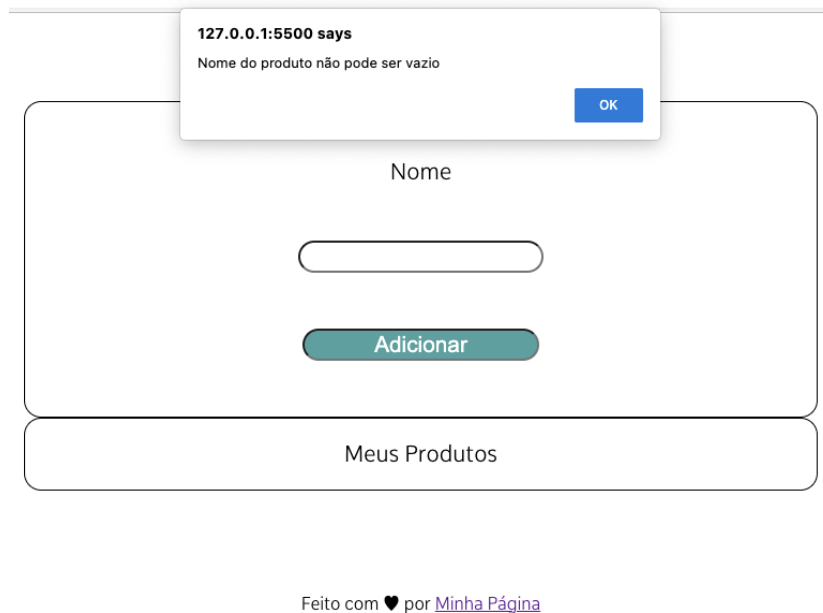 127.0.0.1:5500 says
Nome do produto não pode ser vazio
OK
Nome
Adicionar
Meus Produtos
Feito com ♥ por Minha Página